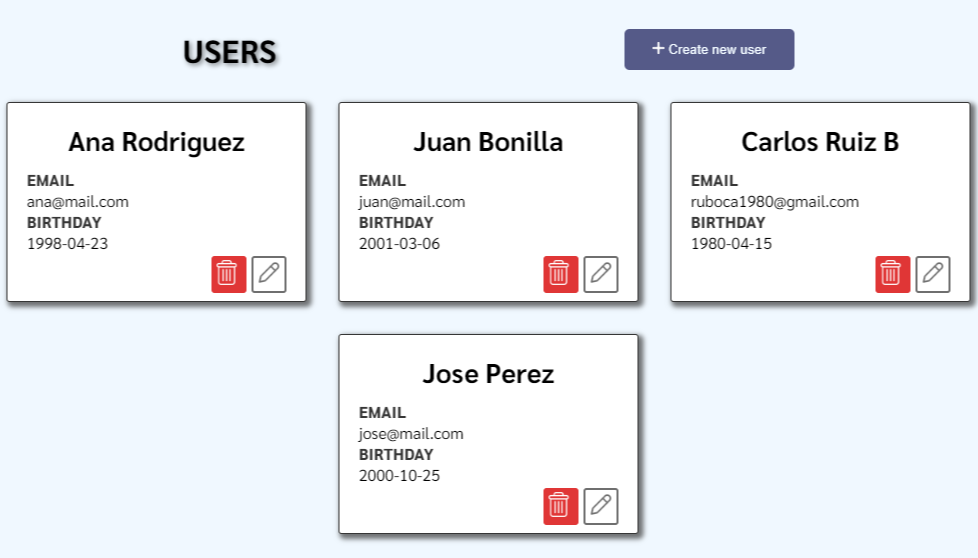 USERS
+ Create new user
Ana Rodriguez
EMAIL
ana@mail.com
BIRTHDAY
1998-04-23
Juan Bonilla
EMAIL
juan@mail.com
BIRTHDAY
2001-03-06
Carlos Ruiz B
EMAIL
ruboca1980@gmail.com
BIRTHDAY
1980-04-15
Jose Perez
EMAIL
jose@mail.com
BIRTHDAY
2000-10-25